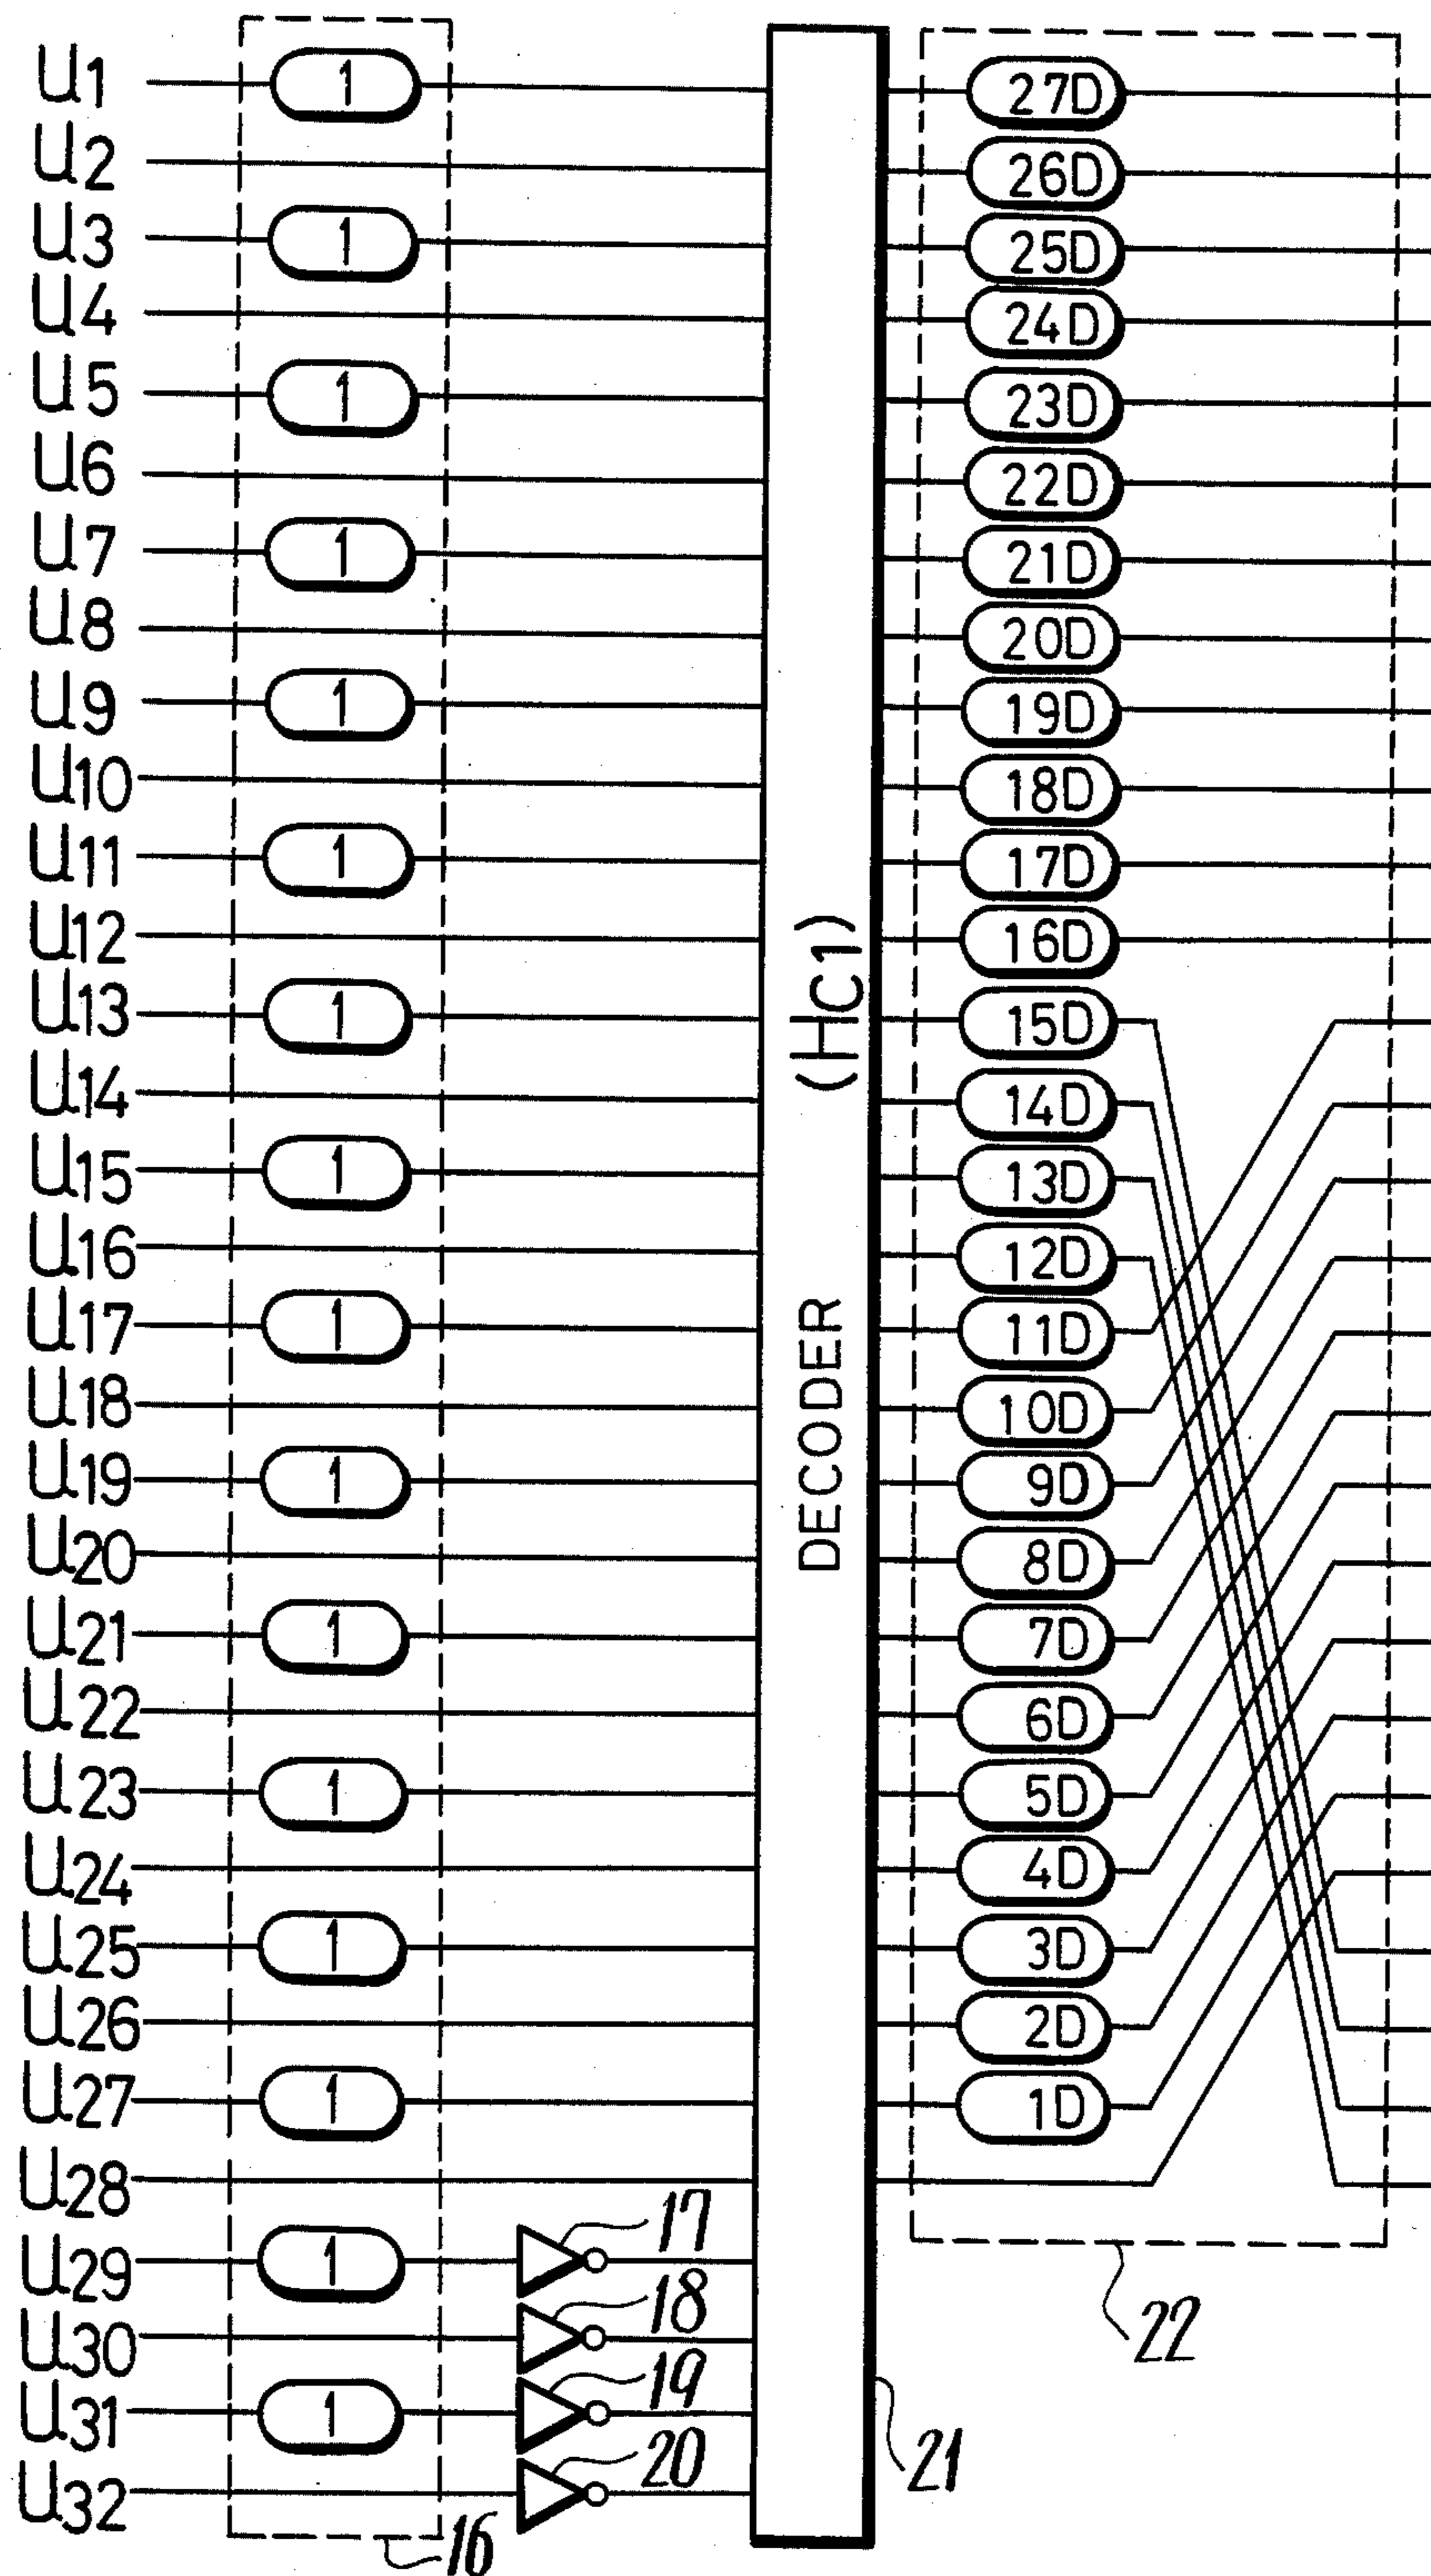 U1 1 27D
U2 26D
U3 1 25D
U4 24D
U5 1 23D
U6 22D
U7 1 21D
U8 20D
U9 1 19D
U10 18D
U11 1 17D
U12 16D
U13 1 15D
U14 14D
U15 1 13D
U16 12D
U17 1 11D
U18 10D
U19 1 9D
U20 8D
U21 1 7D
U22 6D
U23 1 5D
U24 4D
U25 1 3D
U26 2D
U27 1 1D
U28
U29 1 17
U30 18
U31 1 19
U32 20
DECODER (HC1)
16
21
22